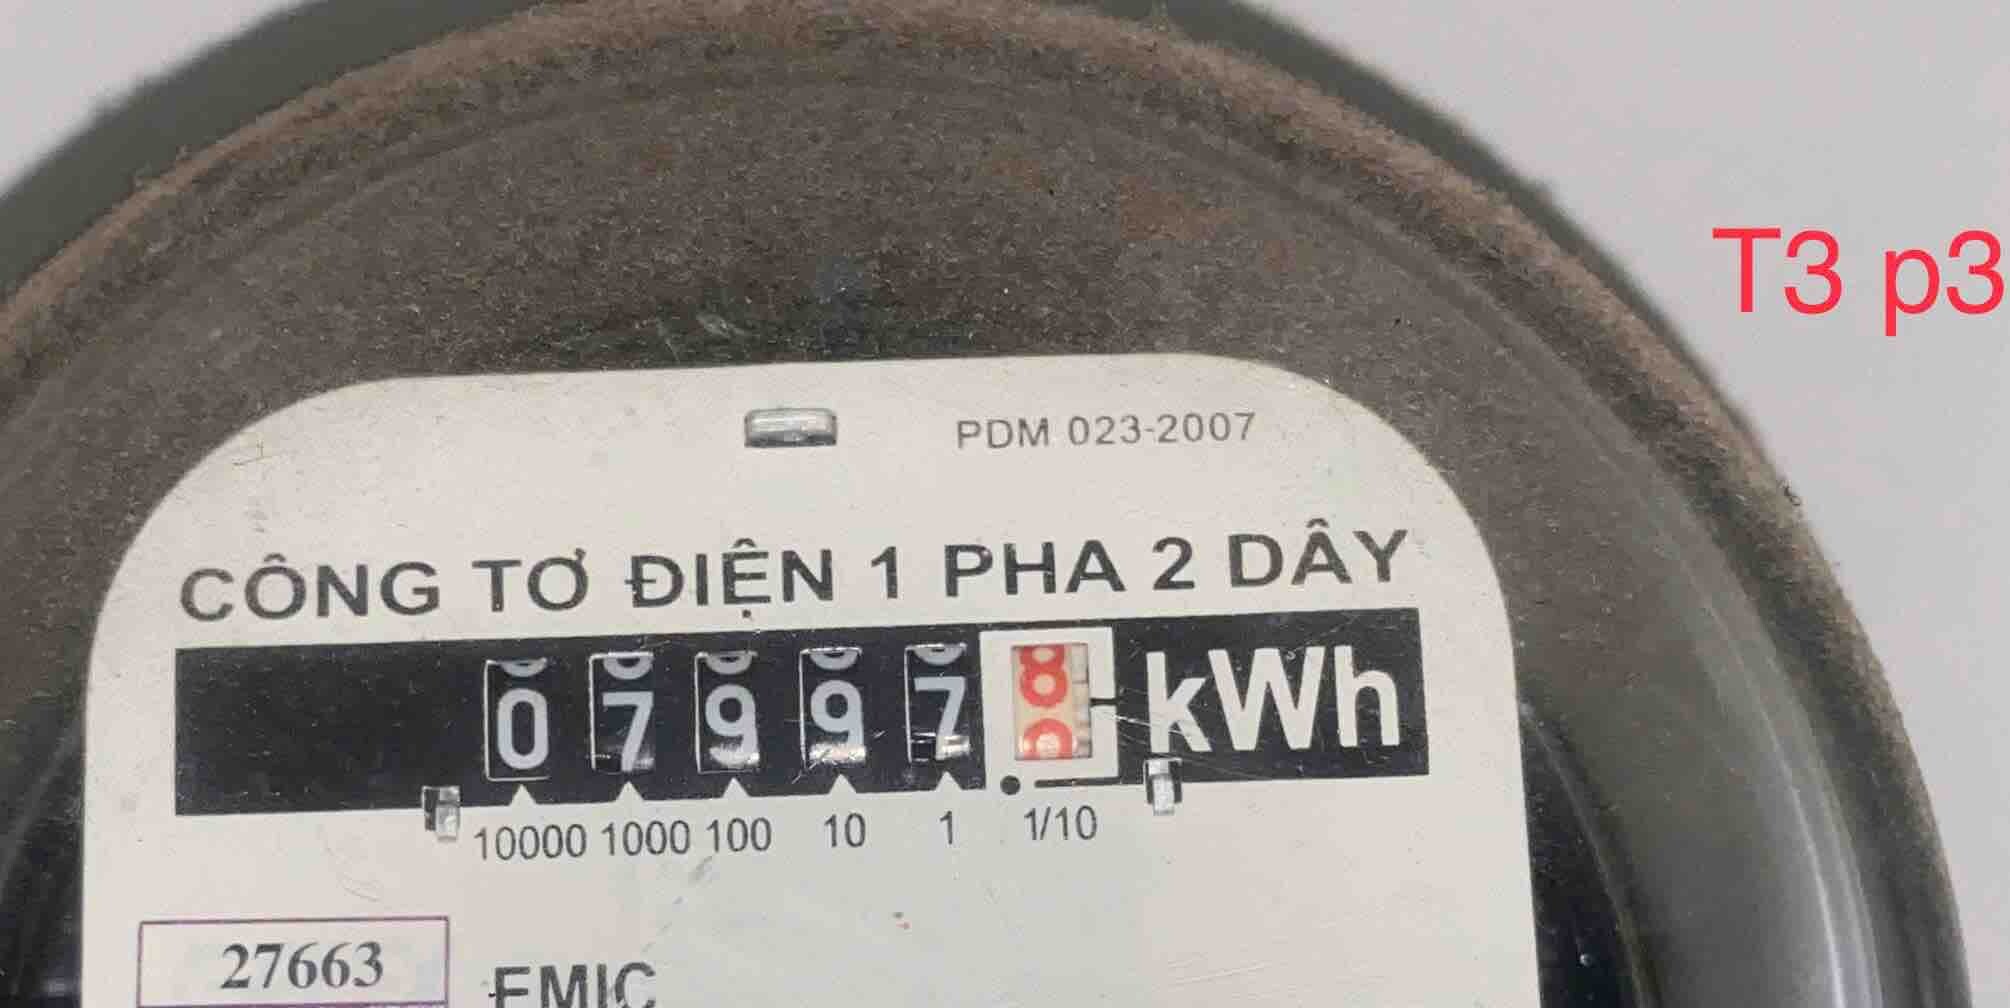 T3 p3
PDM 023-2007
CÔNG TƠ ĐIỆN 1 PHA 2 DÂY
07997 8 kWh
10000 1000 100 10 1 1/10
27663
EMIC